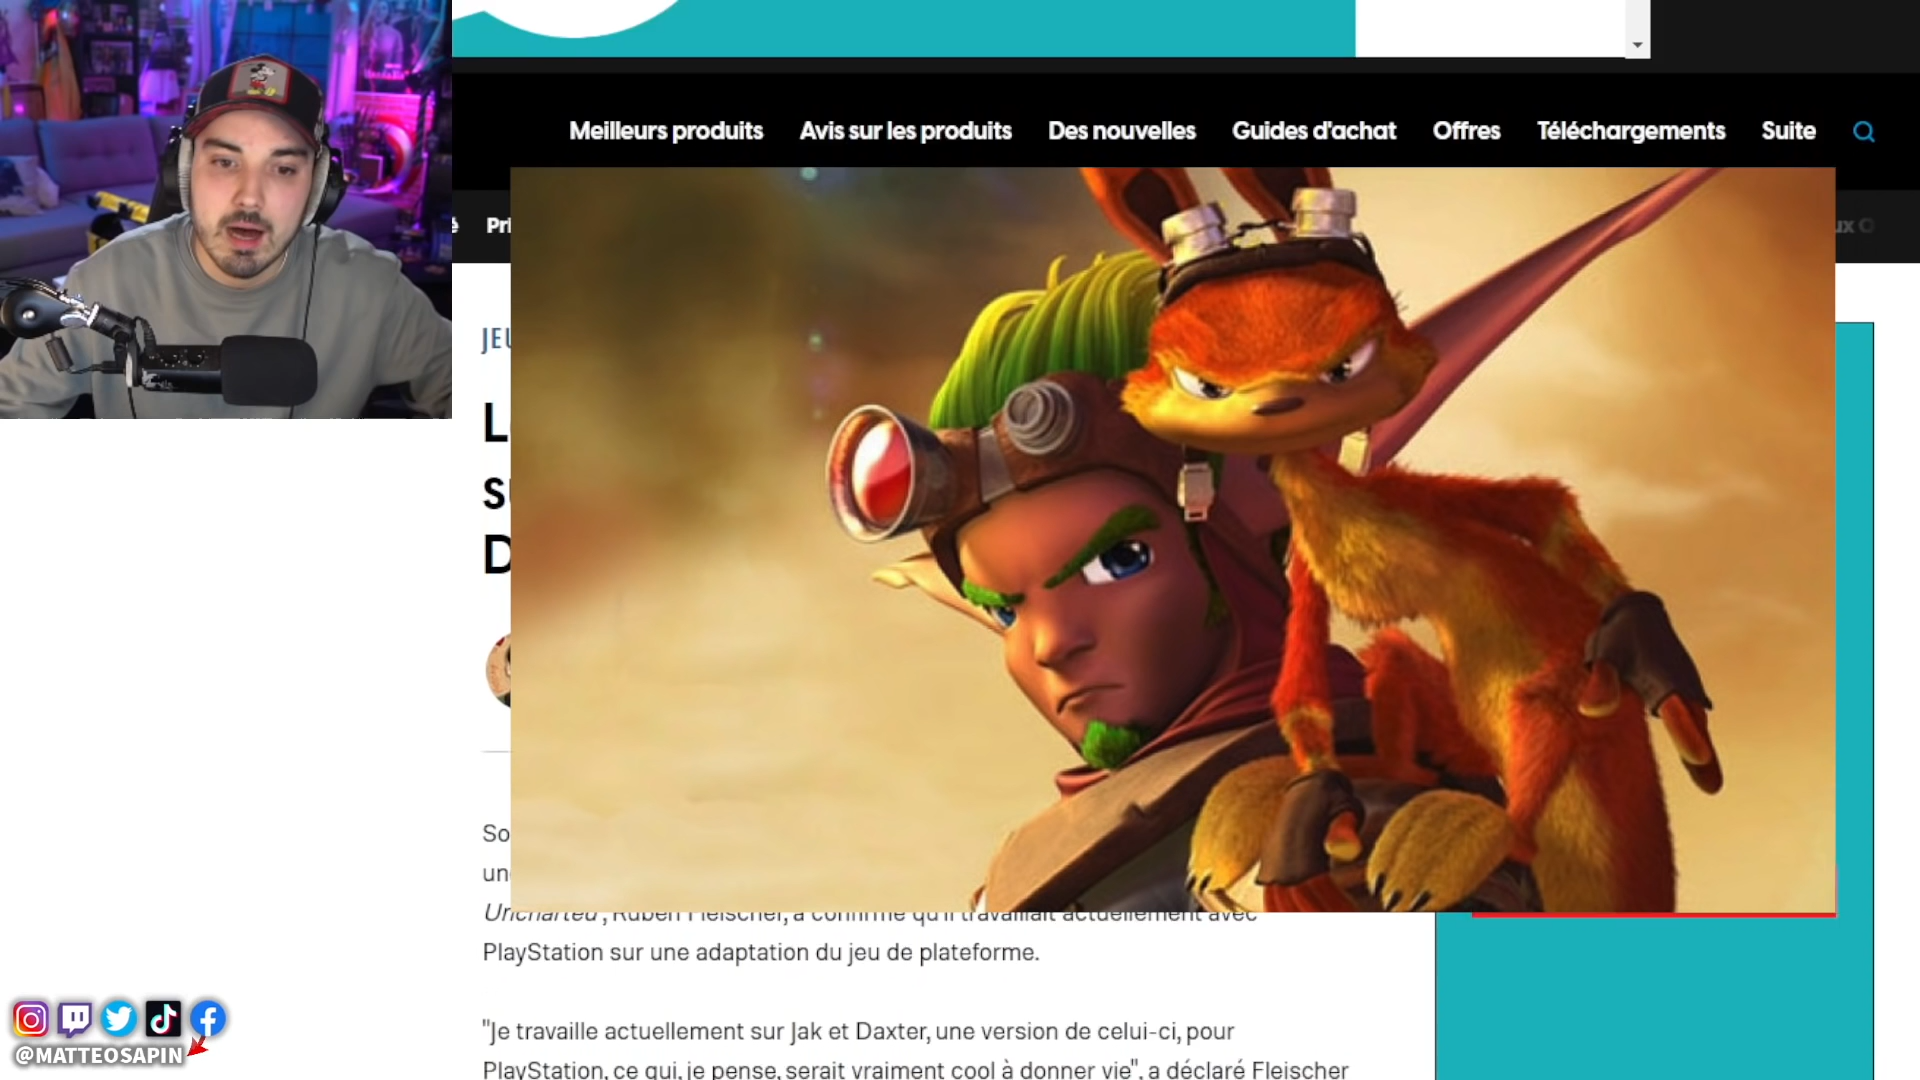 Meilleurs produits Avis sur les produits Des nouvelles Guides d'achat Offres Téléchargements Suite
é Pri
ux G
JEU
L
s
D
So
une
Uncharted", Ruben Fleischer, a confirmé qu'il travaillait actuellement avec
PlayStation sur une adaptation du jeu de plateforme.
"Je travaille actuellement sur Jak et Daxter, une version de celui-ci, pour
PlayStation, ce qui, je pense, serait vraiment cool à donner vie", a déclaré Fleischer
@MATTEOSAPIN